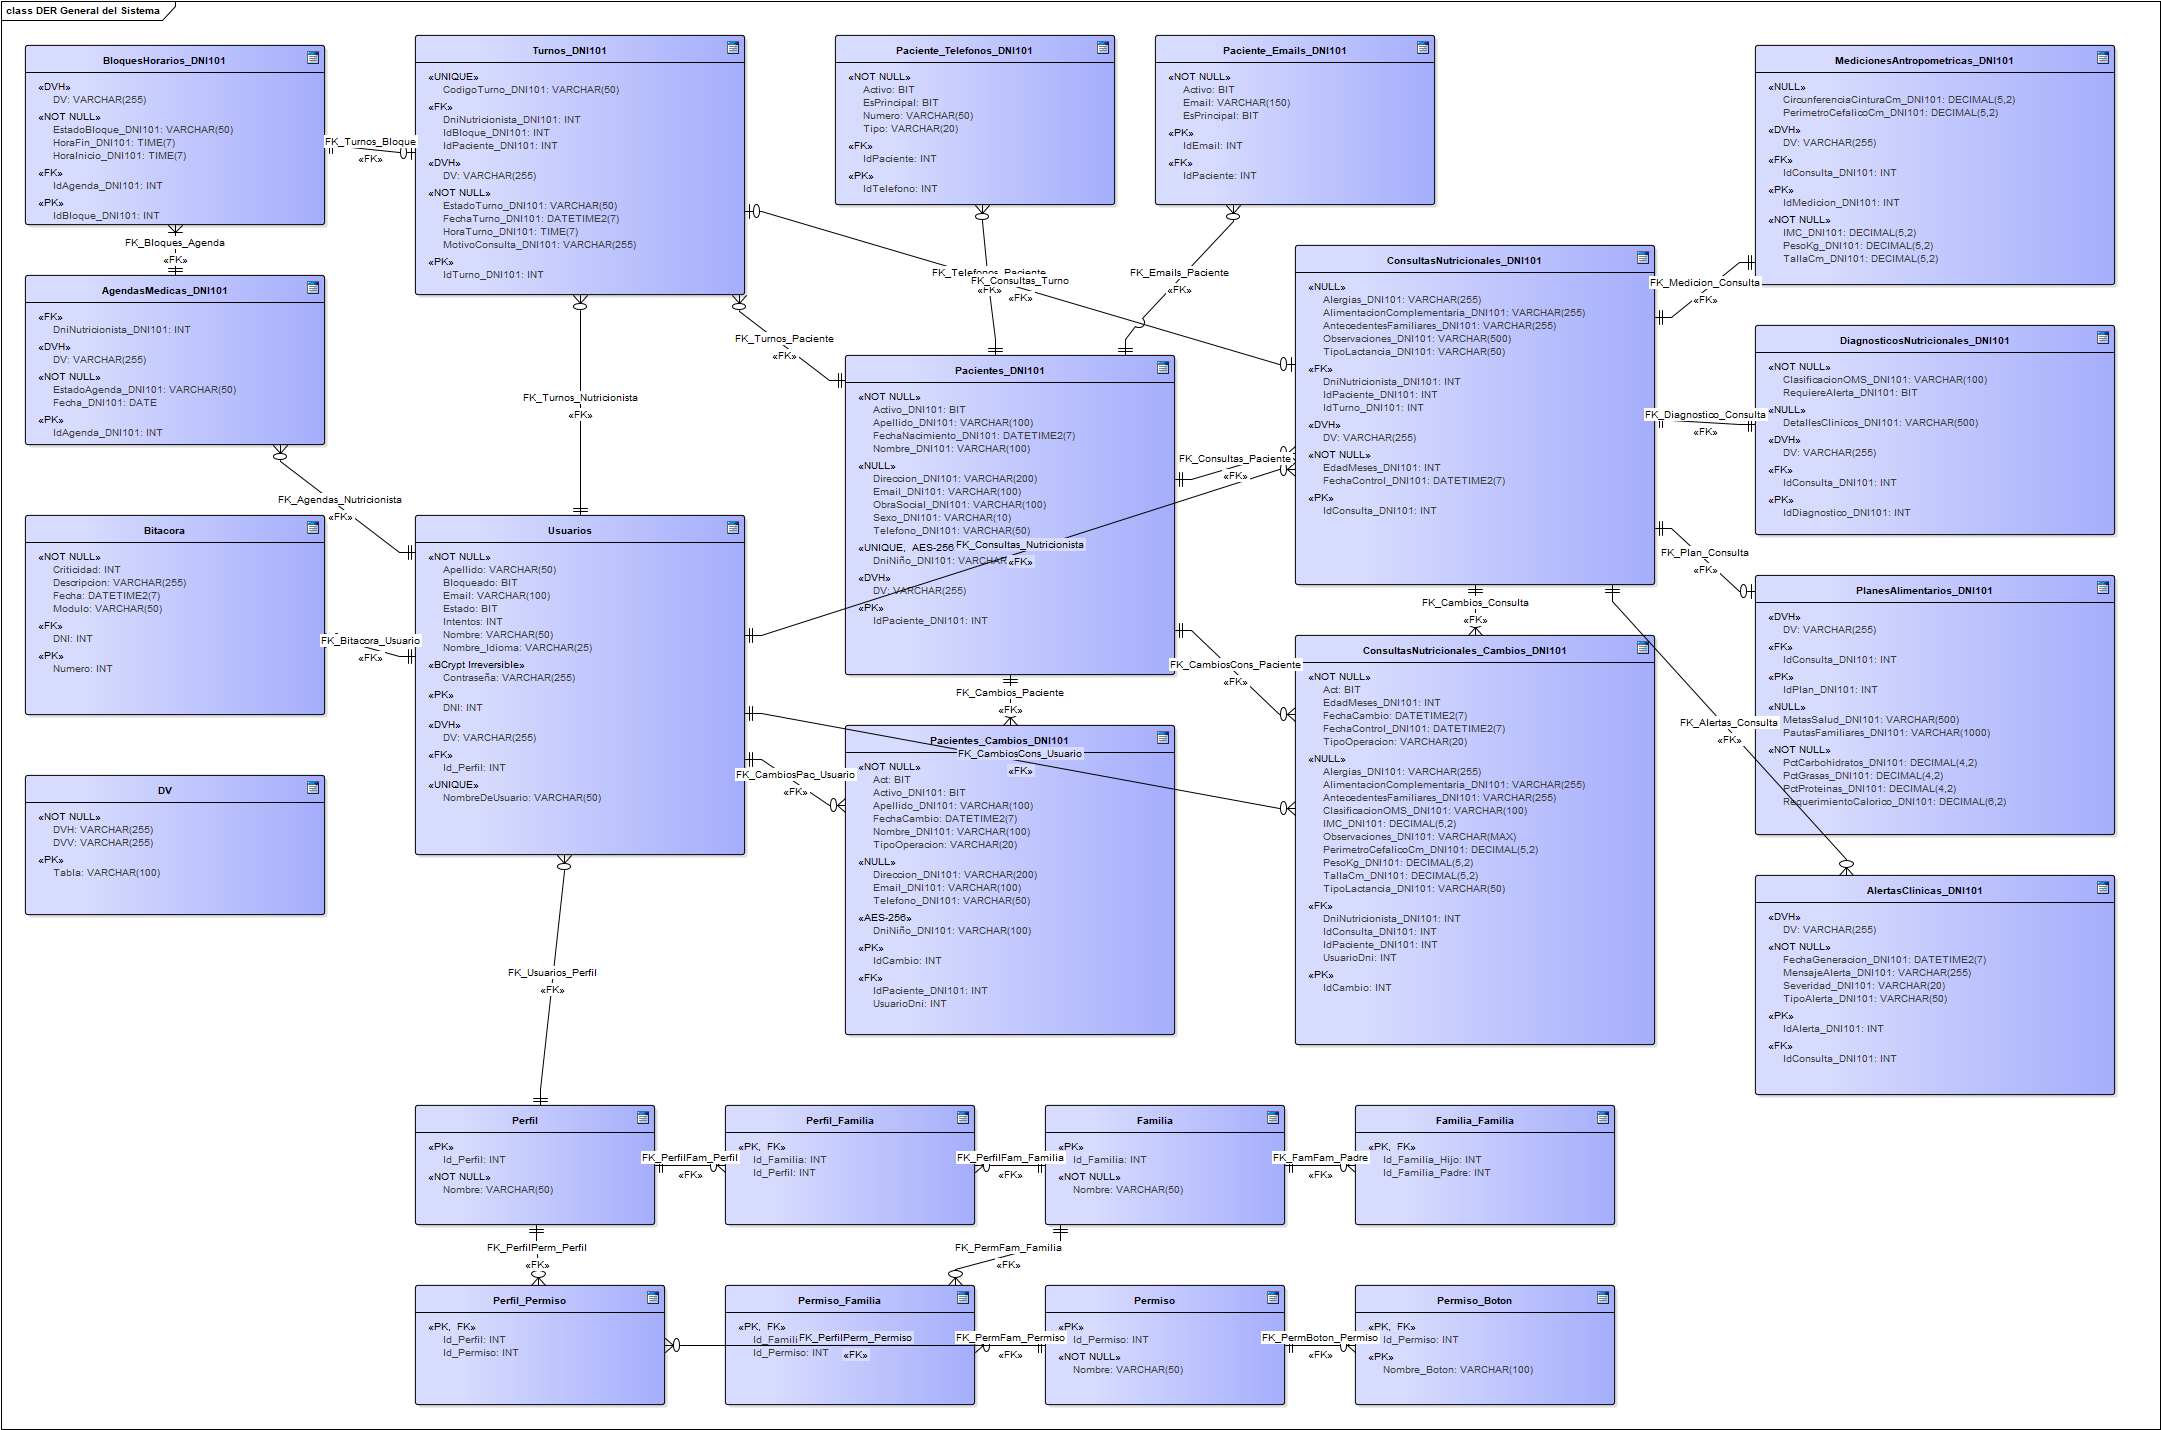 class DER General del Sistema
BloquesHorarios_DNI101
«DVH»
DV: VARCHAR(255)
«NOT NULL»
EstadoBloque_DNI101: VARCHAR(50)
HoraFin_DNI101: TIME(7)
HoraInicio_DNI101: TIME(7)
«FK»
IdAgenda_DNI101: INT
«PK»
IdBloque_DNI101: INT
FK_Turnos_Bloque
«FK»
Turnos_DNI101
«UNIQUE»
CodigoTurno_DNI101: VARCHAR(50)
«FK»
DniNutricionista_DNI101: INT
IdBloque_DNI101: INT
IdPaciente_DNI101: INT
«DVH»
DV: VARCHAR(255)
«NOT NULL»
EstadoTurno_DNI101: VARCHAR(50)
FechaTurno_DNI101: DATETIME2(7)
HoraTurno_DNI101: TIME(7)
MotivoConsulta_DNI101: VARCHAR(255)
«PK»
IdTurno_DNI101: INT
Paciente_Telefonos_DNI101
«NOT NULL»
Activo: BIT
EsPrincipal: BIT
Numero: VARCHAR(50)
Tipo: VARCHAR(20)
«FK»
IdPaciente: INT
«PK»
IdTelefono: INT
Paciente_Emails_DNI101
«NOT NULL»
Activo: BIT
Email: VARCHAR(150)
EsPrincipal: BIT
«PK»
IdEmail: INT
«FK»
IdPaciente: INT
MedicionesAntropometricas_DNI101
«NULL»
CircunferenciaCinturaCm_DNI101: DECIMAL(5,2)
PerimetroCefalicoCm_DNI101: DECIMAL(5,2)
«DVH»
DV: VARCHAR(255)
«FK»
IdConsulta_DNI101: INT
«PK»
IdMedicion_DNI101: INT
«NOT NULL»
IMC_DNI101: DECIMAL(5,2)
PesoKg_DNI101: DECIMAL(5,2)
TallaCm_DNI101: DECIMAL(5,2)
FK_Bloques_Agenda
«FK»
AgendasMedicas_DNI101
«FK»
DniNutricionista_DNI101: INT
«DVH»
DV: VARCHAR(255)
«NOT NULL»
EstadoAgenda_DNI101: VARCHAR(50)
Fecha_DNI101: DATE
«PK»
IdAgenda_DNI101: INT
FK_Telefonos_Paciente
«FK»
FK_Consultas_Turno
«FK»
FK_Emails_Paciente
«FK»
FK_Turnos_Paciente
«FK»
FK_Turnos_Nutricionista
«FK»
FK_Agendas_Nutricionista
«FK»
ConsultasNutricionales_DNI101
«NULL»
Alergias_DNI101: VARCHAR(255)
AlimentacionComplementaria_DNI101: VARCHAR(255)
AntecedentesFamiliares_DNI101: VARCHAR(255)
Observaciones_DNI101: VARCHAR(500)
TipoLactancia_DNI101: VARCHAR(50)
«FK»
DniNutricionista_DNI101: INT
IdPaciente_DNI101: INT
IdTurno_DNI101: INT
«DVH»
DV: VARCHAR(255)
«NOT NULL»
EdadMeses_DNI101: INT
FechaControl_DNI101: DATETIME2(7)
«PK»
IdConsulta_DNI101: INT
FK_Medicion_Consulta
«FK»
DiagnosticosNutricionales_DNI101
«NOT NULL»
ClasificacionOMS_DNI101: VARCHAR(100)
RequiereAlerta_DNI101: BIT
«NULL»
DetallesClinicos_DNI101: VARCHAR(500)
«DVH»
DV: VARCHAR(255)
«FK»
IdConsulta_DNI101: INT
«PK»
IdDiagnostico_DNI101: INT
FK_Diagnostico_Consulta
«FK»
Pacientes_DNI101
«NOT NULL»
Activo_DNI101: BIT
Apellido_DNI101: VARCHAR(100)
FechaNacimiento_DNI101: DATETIME2(7)
Nombre_DNI101: VARCHAR(100)
«NULL»
Direccion_DNI101: VARCHAR(200)
Email_DNI101: VARCHAR(100)
ObraSocial_DNI101: VARCHAR(100)
Sexo_DNI101: VARCHAR(10)
Telefono_DNI101: VARCHAR(50)
«UNIQUE, AES-256
DniNiño_DNI101: VARCHAR
«DVH»
DV: VARCHAR(255)
«PK»
IdPaciente_DNI101: INT
FK_Consultas_Paciente
«FK»
FK_Consultas_Nutricionista
«FK»
Bitacora
«NOT NULL»
Criticidad: INT
Descripcion: VARCHAR(255)
Fecha: DATETIME2(7)
Modulo: VARCHAR(50)
«FK»
DNI: INT
«PK»
Numero: INT
FK_Bitacora_Usuario
«FK»
Usuarios
«NOT NULL»
Apellido: VARCHAR(50)
Bloqueado: BIT
Email: VARCHAR(100)
Estado: BIT
Intentos: INT
Nombre: VARCHAR(50)
Nombre_Idioma: VARCHAR(25)
«BCrypt Irreversible»
Contraseña: VARCHAR(255)
«PK»
DNI: INT
«DVH»
DV: VARCHAR(255)
«FK»
Id_Perfil: INT
«UNIQUE»
NombreDeUsuario: VARCHAR(50)
FK_Plan_Consulta
«FK»
PlanesAlimentarios_DNI101
«DVH»
DV: VARCHAR(255)
«FK»
IdConsulta_DNI101: INT
«PK»
IdPlan_DNI101: INT
«NULL»
MetasSalud_DNI101: VARCHAR(500)
PautasFamiliares_DNI101: VARCHAR(1000)
«NOT NULL»
PctCarbohidratos_DNI101: DECIMAL(4,2)
PctGrasas_DNI101: DECIMAL(4,2)
PctProteinas_DNI101: DECIMAL(4,2)
RequerimientoCalorico_DNI101: DECIMAL(6,2)
FK_Cambios_Consulta
«FK»
FK_Alertas_Consulta
«FK»
FK_CambiosCons_Paciente
«FK»
FK_Cambios_Paciente
«FK»
ConsultasNutricionales_Cambios_DNI101
«NOT NULL»
Act: BIT
EdadMeses_DNI101: INT
FechaCambio: DATETIME2(7)
FechaControl_DNI101: DATETIME2(7)
TipoOperacion: VARCHAR(20)
«NULL»
Alergias_DNI101: VARCHAR(255)
AlimentacionComplementaria_DNI101: VARCHAR(255)
AntecedentesFamiliares_DNI101: VARCHAR(255)
ClasificacionOMS_DNI101: VARCHAR(100)
IMC_DNI101: DECIMAL(5,2)
Observaciones_DNI101: VARCHAR(MAX)
PerimetroCefalicoCm_DNI101: DECIMAL(5,2)
PesoKg_DNI101: DECIMAL(5,2)
TallaCm_DNI101: DECIMAL(5,2)
TipoLactancia_DNI101: VARCHAR(50)
«FK»
DniNutricionista_DNI101: INT
IdConsulta_DNI101: INT
IdPaciente_DNI101: INT
UsuarioDni: INT
«PK»
IdCambio: INT
Pacientes_Cambios_DNI101
FK_CambiosCons_Usuario
«FK»
«NOT NULL»
Act: BIT
Activo_DNI101: BIT
Apellido_DNI101: VARCHAR(100)
FechaCambio: DATETIME2(7)
Nombre_DNI101: VARCHAR(100)
TipoOperacion: VARCHAR(20)
«NULL»
Direccion_DNI101: VARCHAR(200)
Email_DNI101: VARCHAR(100)
Telefono_DNI101: VARCHAR(50)
«AES-256»
DniNiño_DNI101: VARCHAR(100)
«PK»
IdCambio: INT
«FK»
IdPaciente_DNI101: INT
UsuarioDni: INT
FK_CambiosPac_Usuario
«FK»
DV
«NOT NULL»
DVH: VARCHAR(255)
DVV: VARCHAR(255)
«PK»
Tabla: VARCHAR(100)
AlertasClinicas_DNI101
«DVH»
DV: VARCHAR(255)
«NOT NULL»
FechaGeneracion_DNI101: DATETIME2(7)
MensajeAlerta_DNI101: VARCHAR(255)
Severidad_DNI101: VARCHAR(20)
TipoAlerta_DNI101: VARCHAR(50)
«PK»
IdAlerta_DNI101: INT
«FK»
IdConsulta_DNI101: INT
FK_Usuarios_Perfil
«FK»
Perfil
«PK»
Id_Perfil: INT
«NOT NULL»
Nombre: VARCHAR(50)
FK_PerfilFam_Perfil
«FK»
Perfil_Familia
«PK, FK»
Id_Familia: INT
Id_Perfil: INT
FK_PerfilFam_Familia
«FK»
Familia
«PK»
Id_Familia: INT
«NOT NULL»
Nombre: VARCHAR(50)
FK_FamFam_Padre
«FK»
Familia_Familia
«PK, FK»
Id_Familia_Hijo: INT
Id_Familia_Padre: INT
FK_PerfilPerm_Perfil
«FK»
FK_PermFam_Familia
«FK»
Perfil_Permiso
«PK, FK»
Id_Perfil: INT
Id_Permiso: INT
Permiso_Familia
«PK, FK»
Id_Famili
Id_Permiso: INT
FK_PerfilPerm_Permiso
«FK»
FK_PermFam_Permiso
«FK»
Permiso
«PK»
Id_Permiso: INT
«NOT NULL»
Nombre: VARCHAR(50)
FK_PermBoton_Permiso
«FK»
Permiso_Boton
«PK, FK»
Id_Permiso: INT
«PK»
Nombre_Boton: VARCHAR(100)